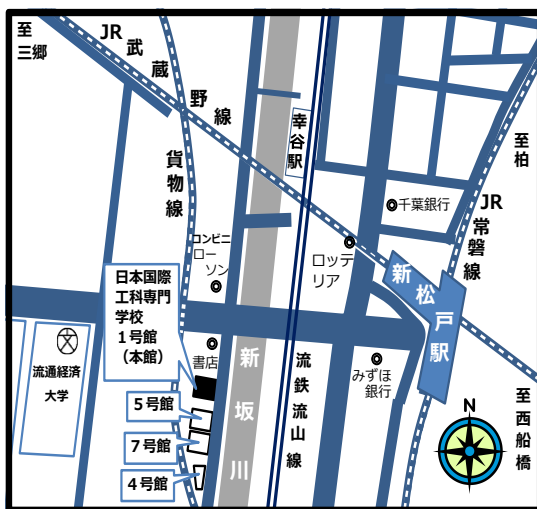 至
三郷
JR
武
蔵
野
線
貨
物
線
幸
谷
駅
至
柏
千葉銀行
JR
常
磐
線
コンビニ
ロー
ソン
ロッテ
リア
新
松
戸
駅
日本国際
工科専門
学校
1号館
（本館）
書店
新
坂
川
流
鉄
流
山
線
みずほ
銀行
至
西
船
橋
文
流通経済
大学
5号館
7号館
4号館
N